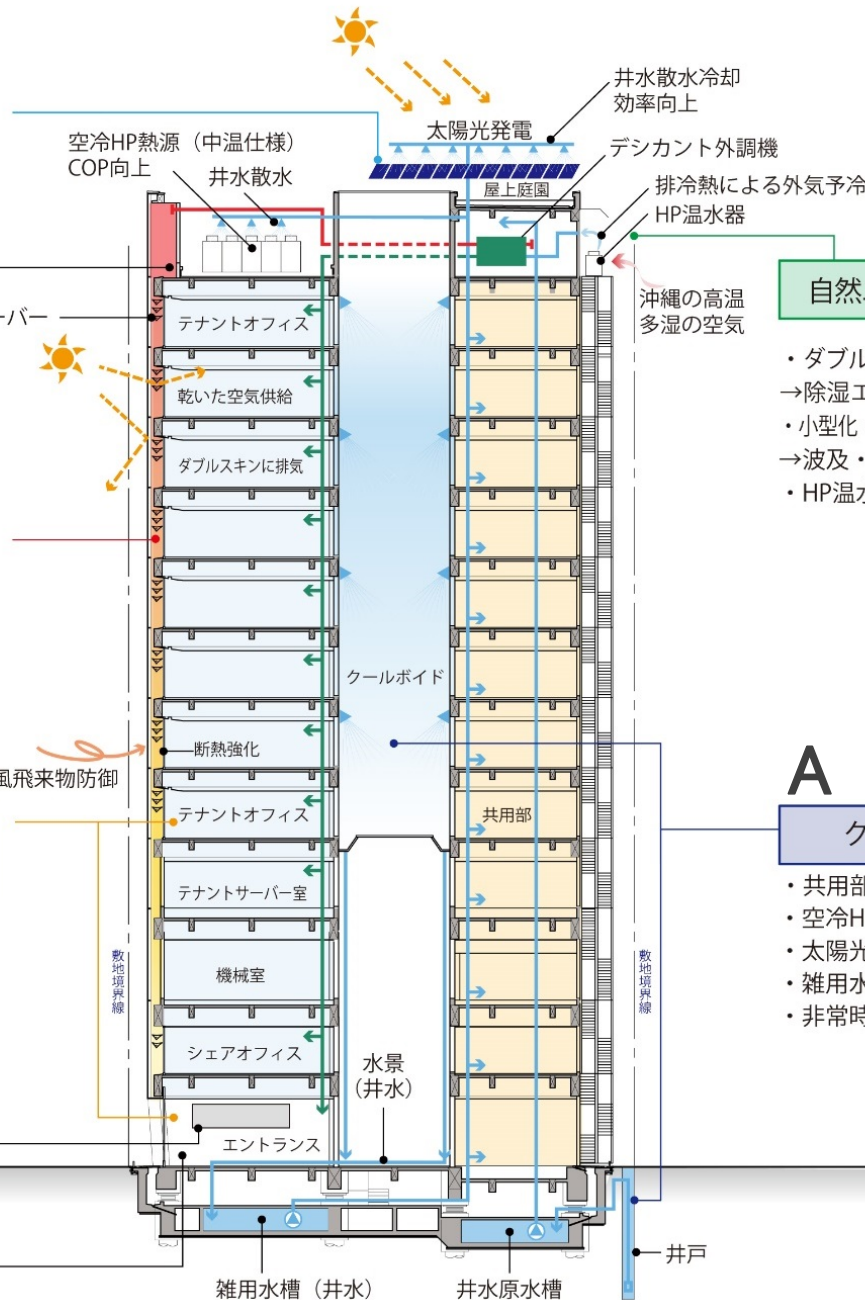 井水散水冷却
効率向上
太陽光発電
空冷HP熱源（中温仕様）
COP向上
井水散水
デシカント外調機
屋上庭園
排冷熱による外気予冷
HP温水器
沖縄の高温
多湿の空気
自然
ーバー
テナントオフィス
・ダブル
乾いた空気供給
→除湿エ
・小型化
ダブルスキンに排気
→波及・
・HP温水
クールボイド
断熱強化
風飛来物防御
A
テナントオフィス
共用部
ク
テナントサーバー室
・共用部
・空冷H
・太陽光
・雑用水
・非常時
敷地境界線
機械室
敷地境界線
シェアオフィス
水景
（井水）
エントランス
井戸
雑用水槽（井水）
井水原水槽